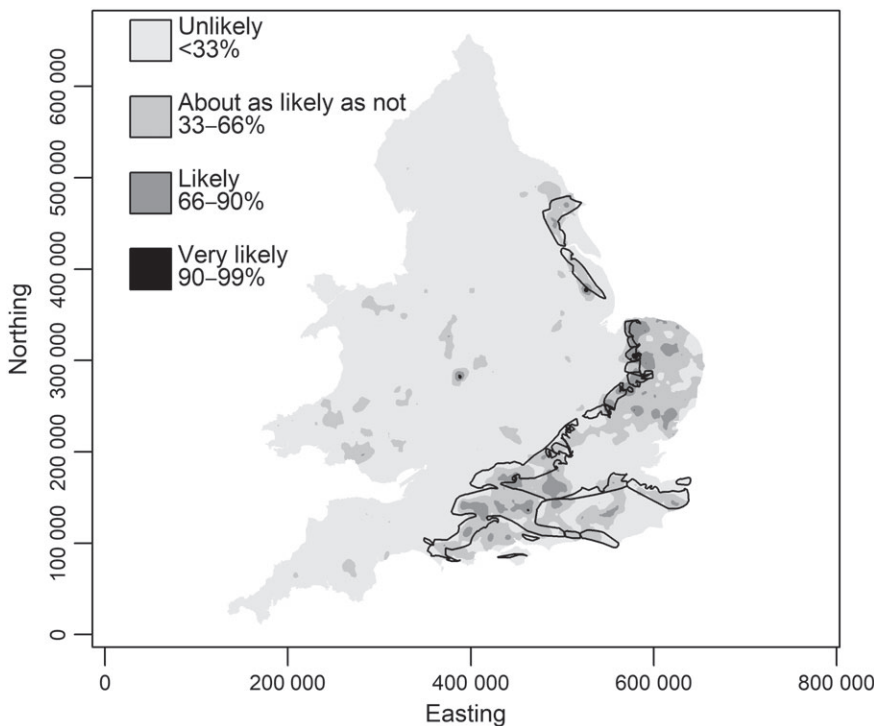 Unlikely
<33%
About as likely as not
33–66%
Likely
66–90%
Very likely
90–99%
Northing
600 000
500 000
400 000
300 000
200 000
100 000
0
0
200 000
400 000
600 000
800 000
Easting